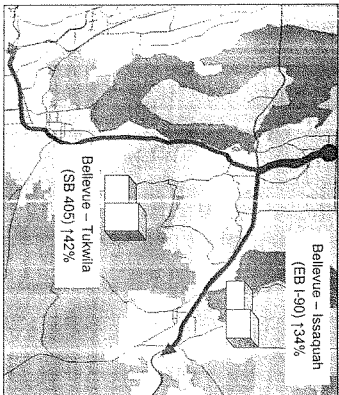 Bellevue – Issaquah
(EB I-90) ↑34%
Bellevue – Tukwila
(SB 405) ↑42%